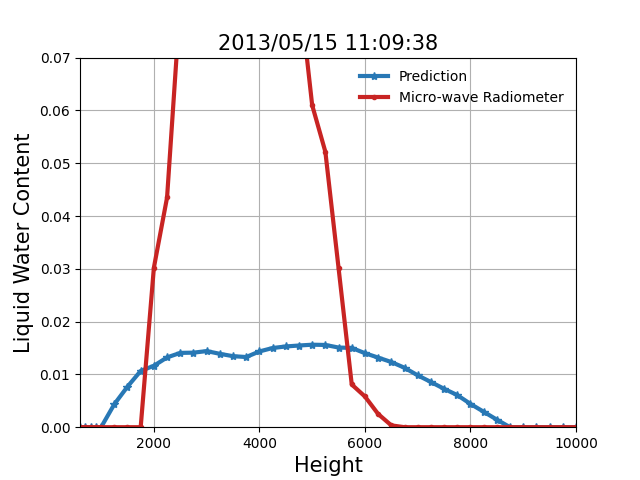 2013/05/15 11:09:38
Prediction
Micro-wave Radiometer
Liquid Water Content
0.07
0.06
0.05
0.04
0.03
0.02
0.01
0.00
2000 4000 6000 8000 10000
Height